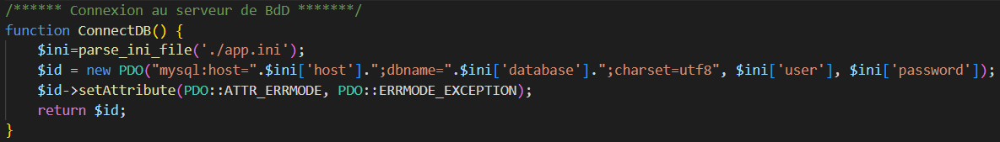 /****** Connexion au serveur de BdD *******/
function ConnectDB() {
    $ini=parse_ini_file('./app.ini');
    $id = new PDO("mysql:host=".$ini['host'].";dbname=".$ini['database'].";charset=utf8", $ini['user'], $ini['password']);
    $id->setAttribute(PDO::ATTR_ERRMODE, PDO::ERRMODE_EXCEPTION);
    return $id;
}